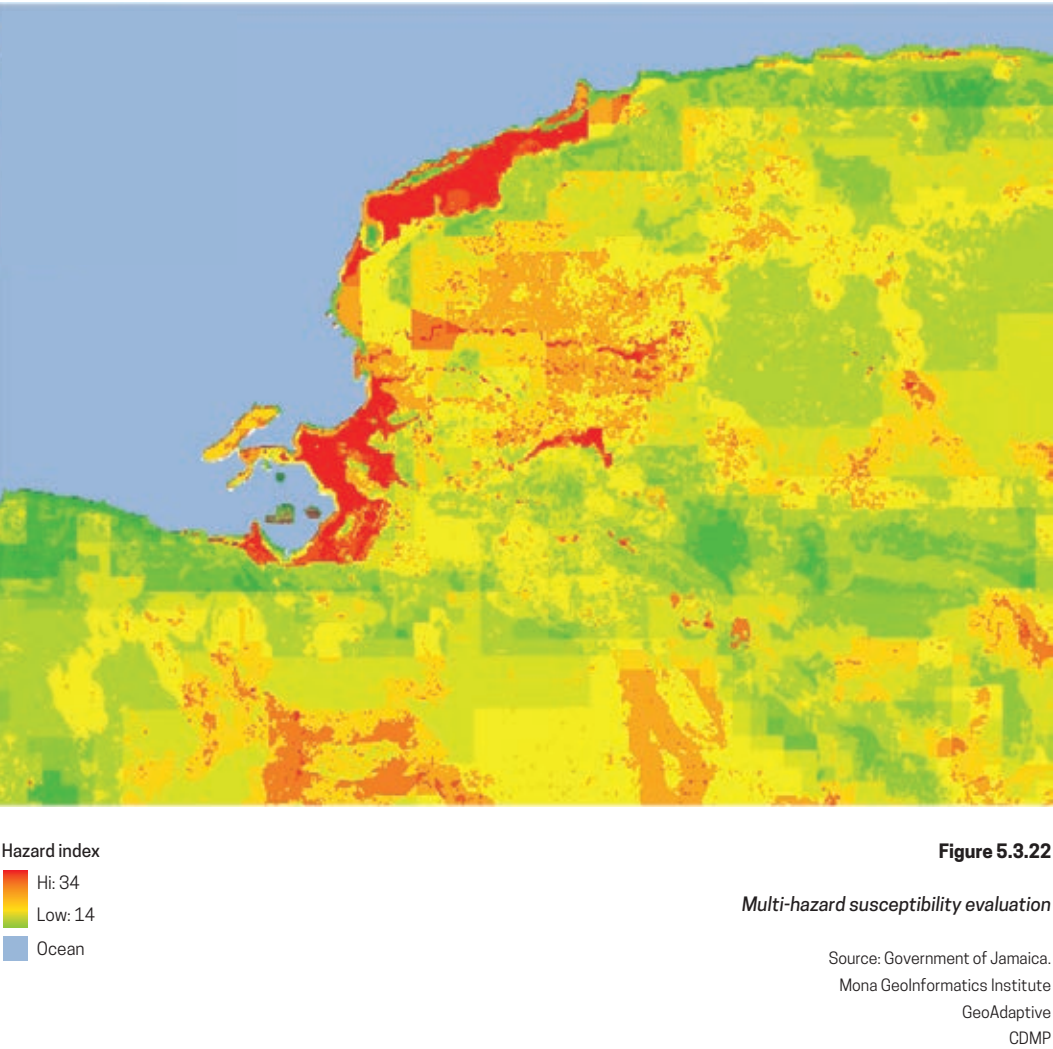 Hazard index
Hi: 34
Low: 14
Ocean
Figure 5.3.22
Multi-hazard susceptibility evaluation
Source: Government of Jamaica.
Mona GeoInformatics Institute
GeoAdaptive
CDMP